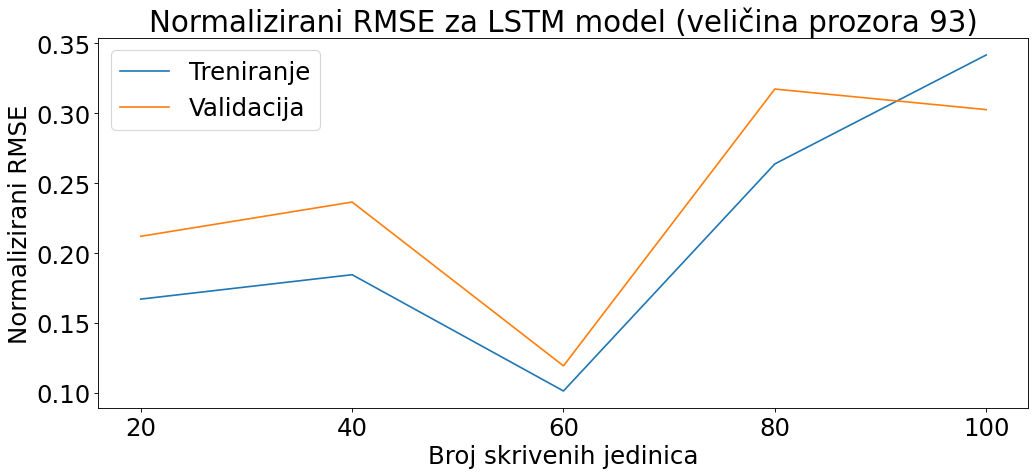 Normalizirani RMSE za LSTM model (veličina prozora 93)
Normalizirani RMSE
0.35
0.30
0.25
0.20
0.15
0.10
Treniranje
Validacija
20 40 60 80 100
Broj skrivenih jedinica